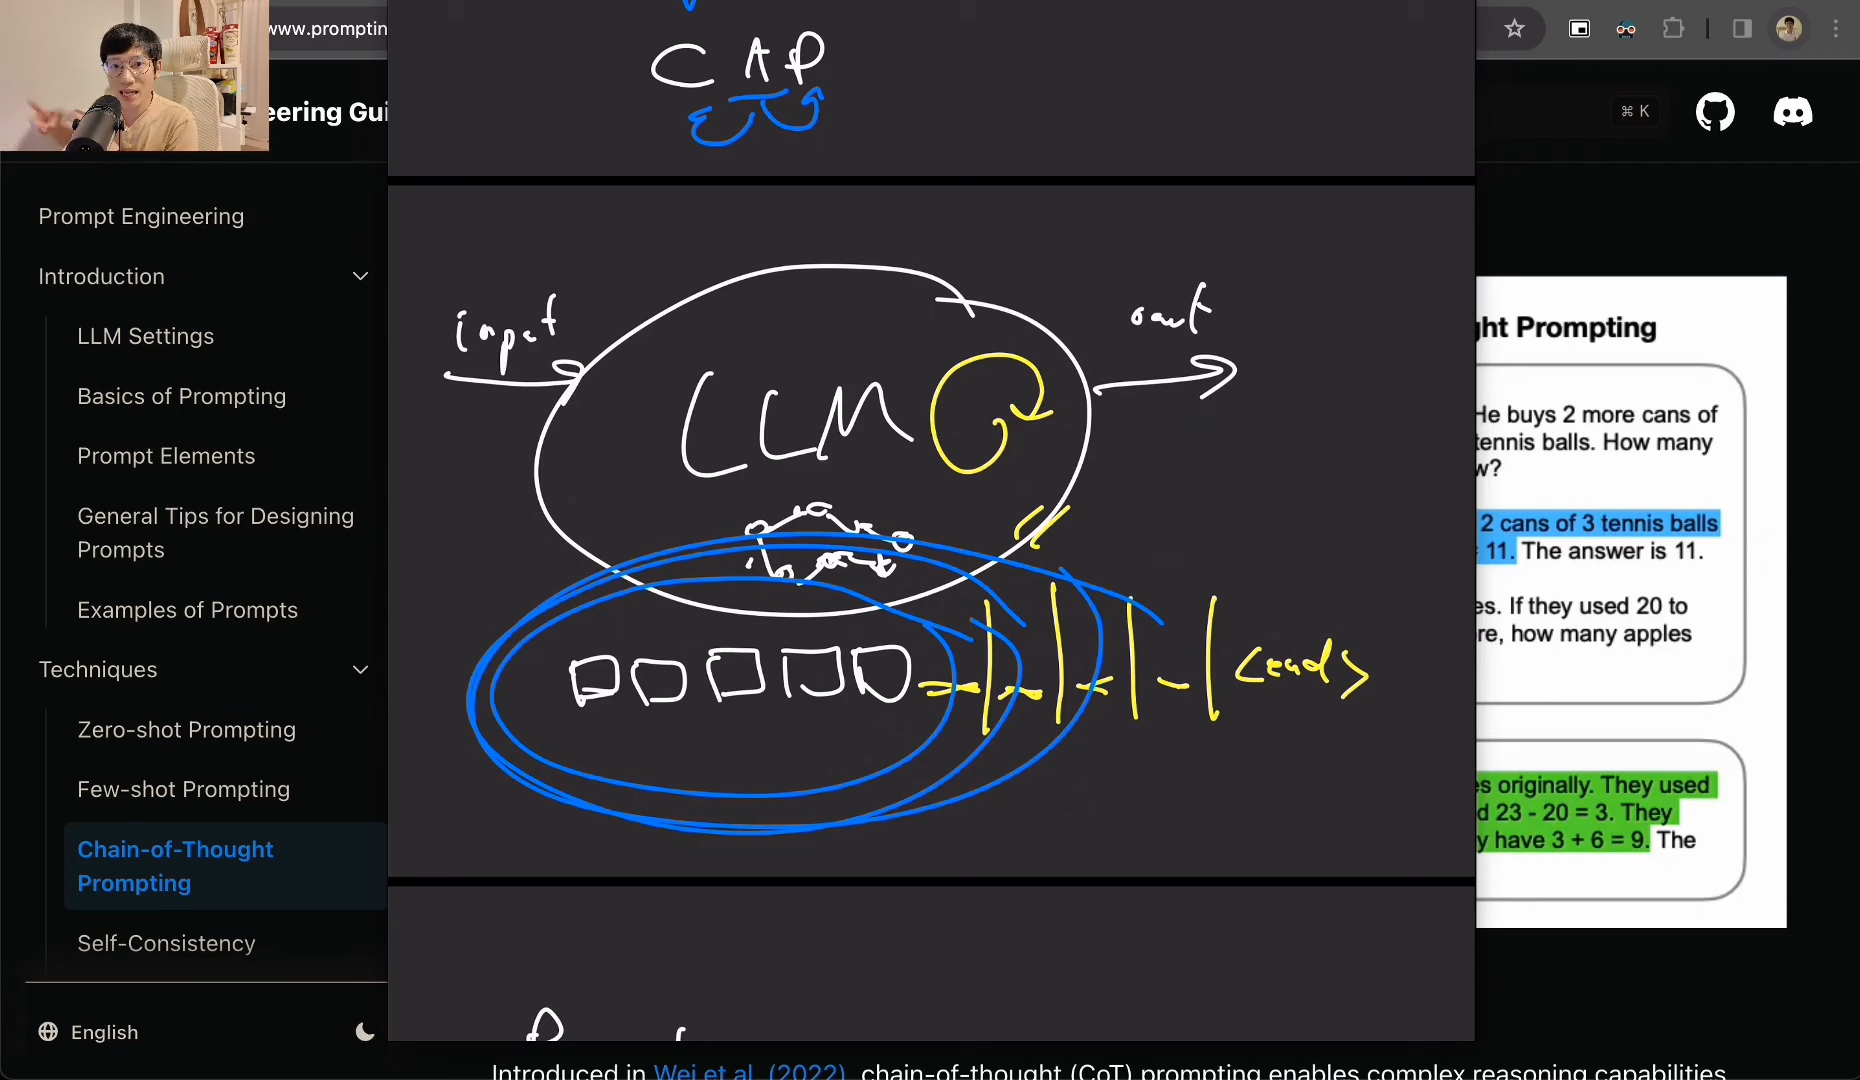 www.promptin
eering Gui
⌘ K
Prompt Engineering
Introduction
LLM Settings
Basics of Prompting
Prompt Elements
General Tips for Designing
Prompts
Examples of Prompts
Techniques
Zero-shot Prompting
Few-shot Prompting
Chain-of-Thought
Prompting
Self-Consistency
English
CAP
input
LLM
out
<end>
ght Prompting
He buys 2 more cans of
tennis balls. How many
w?
2 cans of 3 tennis balls
= 11. The answer is 11.
es. If they used 20 to
re, how many apples
s originally. They used
d 23 - 20 = 3. They
y have 3 + 6 = 9. The
Introduced in Wei et al. (2022), chain-of-thought (CoT) prompting enables complex reasoning capabilities